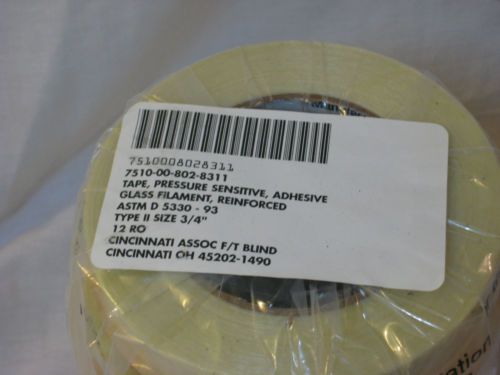 7510008028311
7510-00-802-8311
TAPE, PRESSURE SENSITIVE, ADHESIVE
GLASS FILAMENT, REINFORCED
ASTM D 5330 - 93
TYPE II SIZE 3/4"
12 RO
CINCINNATI ASSOC F/T BLIND
CINCINNATI OH 45202-1490